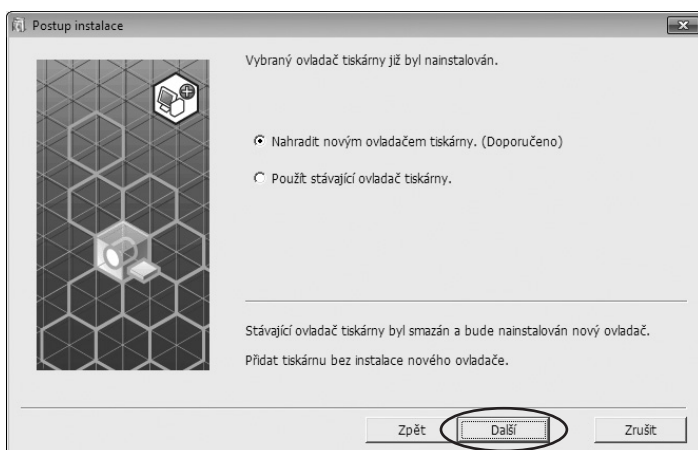 Postup instalace
Vybraný ovladač tiskárny již byl nainstalován.
Nahradit novým ovladačem tiskárny. (Doporučeno)
Použít stávající ovladač tiskárny.
Stávající ovladač tiskárny byl smazán a bude nainstalován nový ovladač.
Přidat tiskárnu bez instalace nového ovladače.
Zpět Další Zrušit